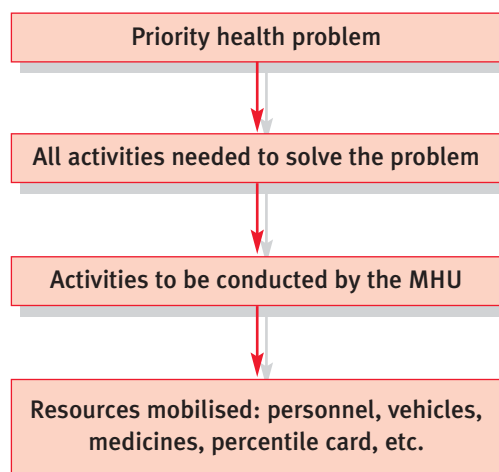 Priority health problem
All activities needed to solve the problem
Activities to be conducted by the MHU
Resources mobilised: personnel, vehicles,
medicines, percentile card, etc.